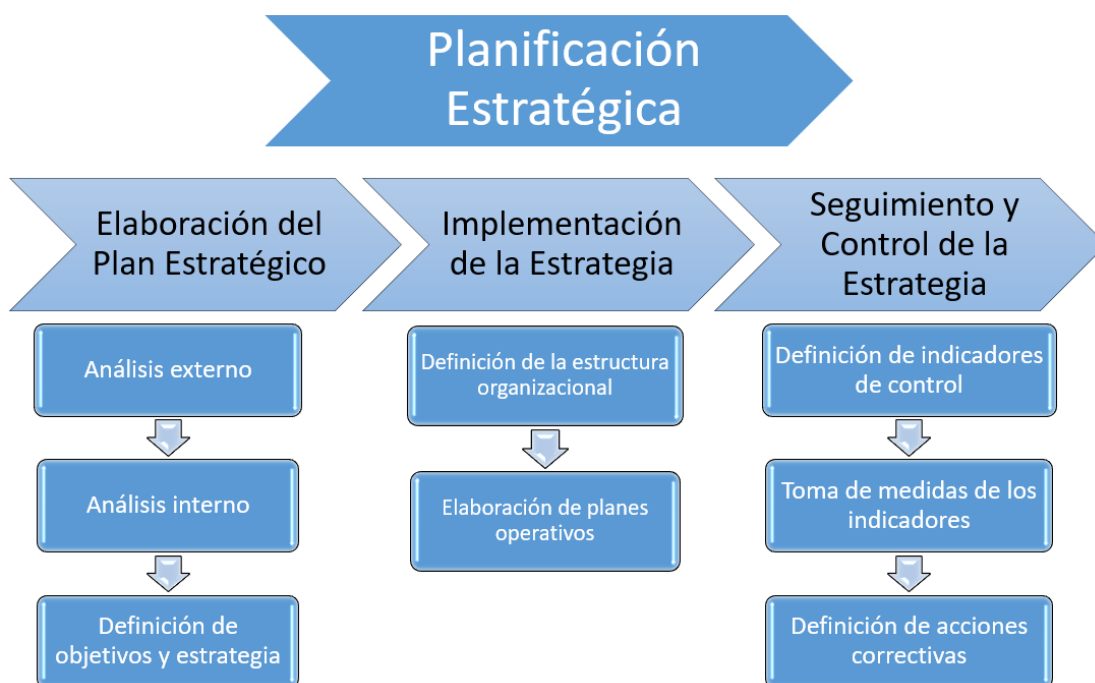 Planificación
Estratégica
Elaboración del
Plan Estratégico
Implementación
de la Estrategia
Seguimiento y
Control de la
Estrategia
Análisis externo
Análisis interno
Definición de
objetivos y estrategia
Definición de la estructura
organizacional
Elaboración de planes
operativos
Definición de indicadores
de control
Toma de medidas de los
indicadores
Definición de acciones
correctivas